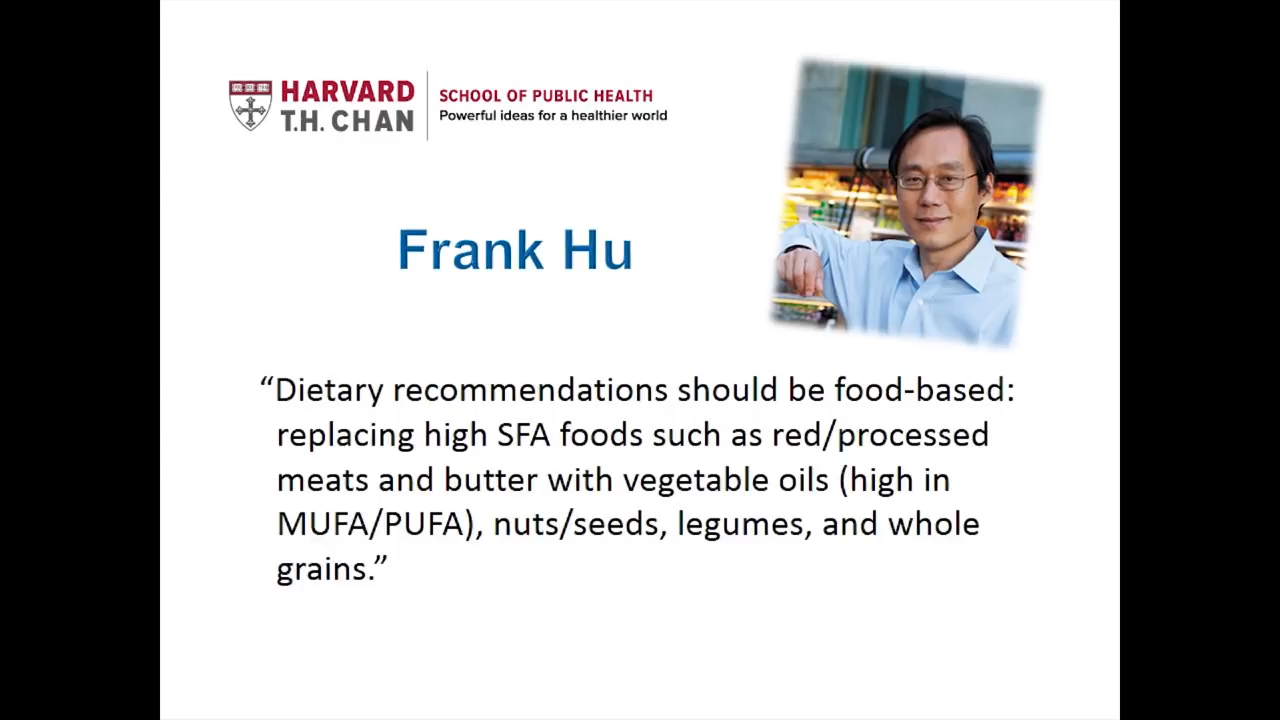 HARVARD
T.H. CHAN
SCHOOL OF PUBLIC HEALTH
Powerful ideas for a healthier world
Frank Hu
“Dietary recommendations should be food-based:
replacing high SFA foods such as red/processed
meats and butter with vegetable oils (high in
MUFA/PUFA), nuts/seeds, legumes, and whole
grains.”